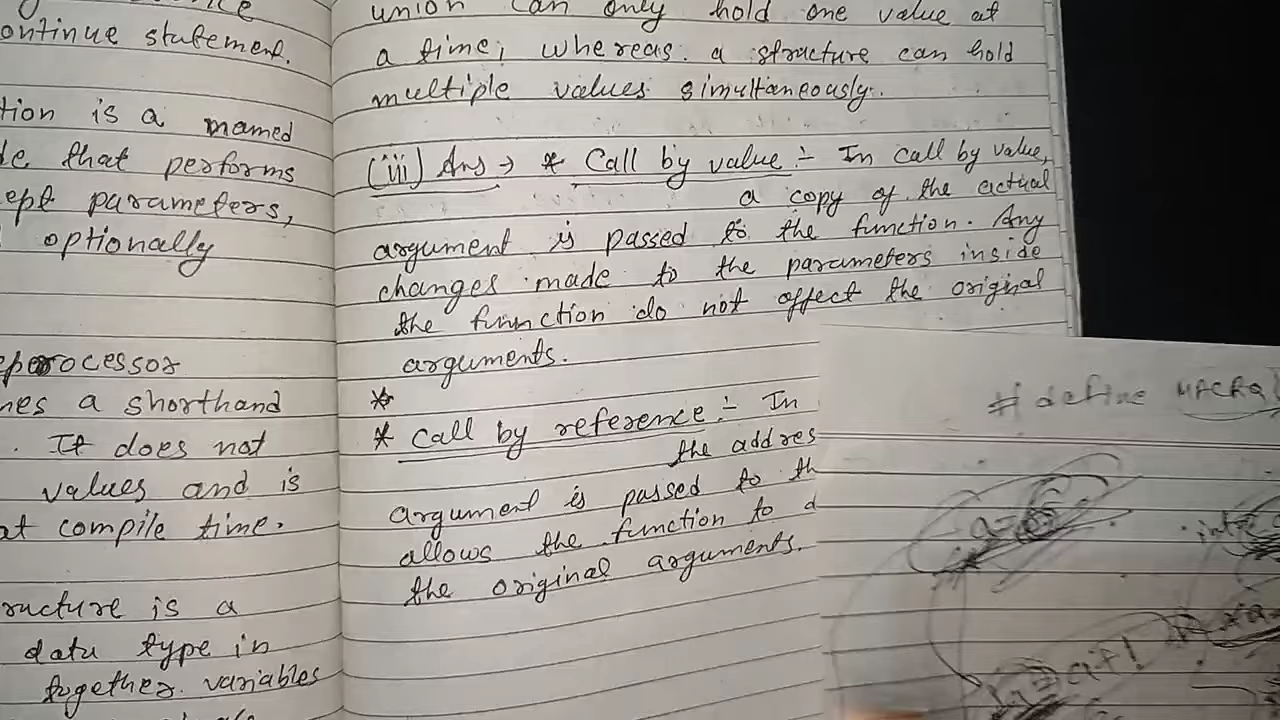 ontinue statement.
tion is a named
de that performs
ept parameters,
optionally
eprocessor
nes a shorthand
. It does not
values and is
at compile time.
ructure is a
data type in
together variables
union can only hold one value at
a time; whereas a structure can hold
multiple values simultaneously.
(iii) Ans → * Call by value :- In call by value,
a copy of the actual
argument is passed to the function. Any
changes made to the parameters inside
the function do not affect the original
arguments.
*
* Call by reference :- In
the addres
argument is passed to th
allows the function to d
the original arguments.
# define MACRO